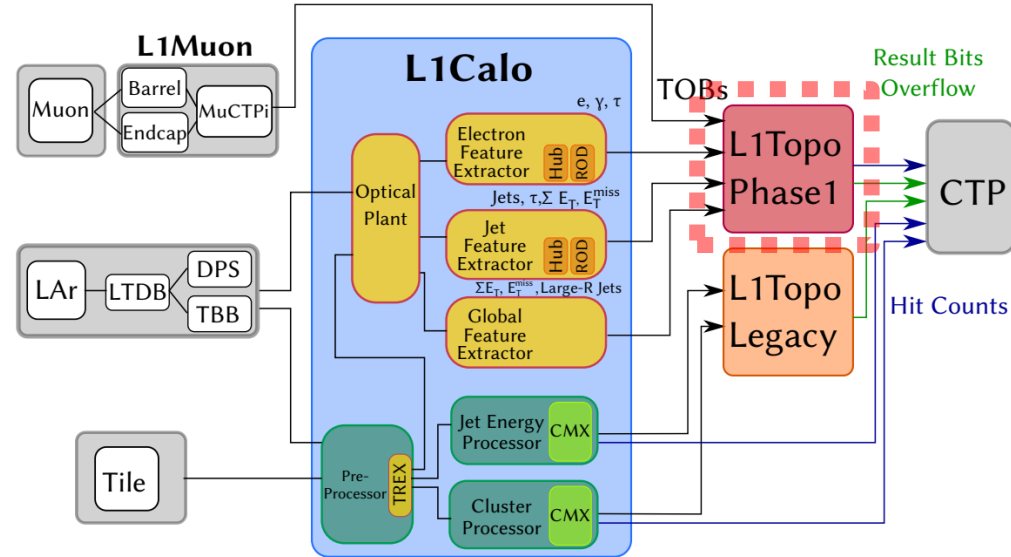 L1Muon
Muon
Barrel
Endcap
MuCTPi
LAr
LTDB
DPS
TBB
Tile
L1Calo
Optical
Plant
e, γ, τ
Electron
Feature
Extractor
Hub
ROD
Jets, τ,Σ E_T, E_T^miss
Jet
Feature
Extractor
Hub
ROD
ΣE_T, E_T^miss,Large-R Jets
Global
Feature
Extractor
Pre-
Processor
TREX
Jet Energy
Processor
CMX
Cluster
Processor
CMX
TOBs
L1Topo
Phase1
L1Topo
Legacy
Result Bits
Overflow
CTP
Hit Counts